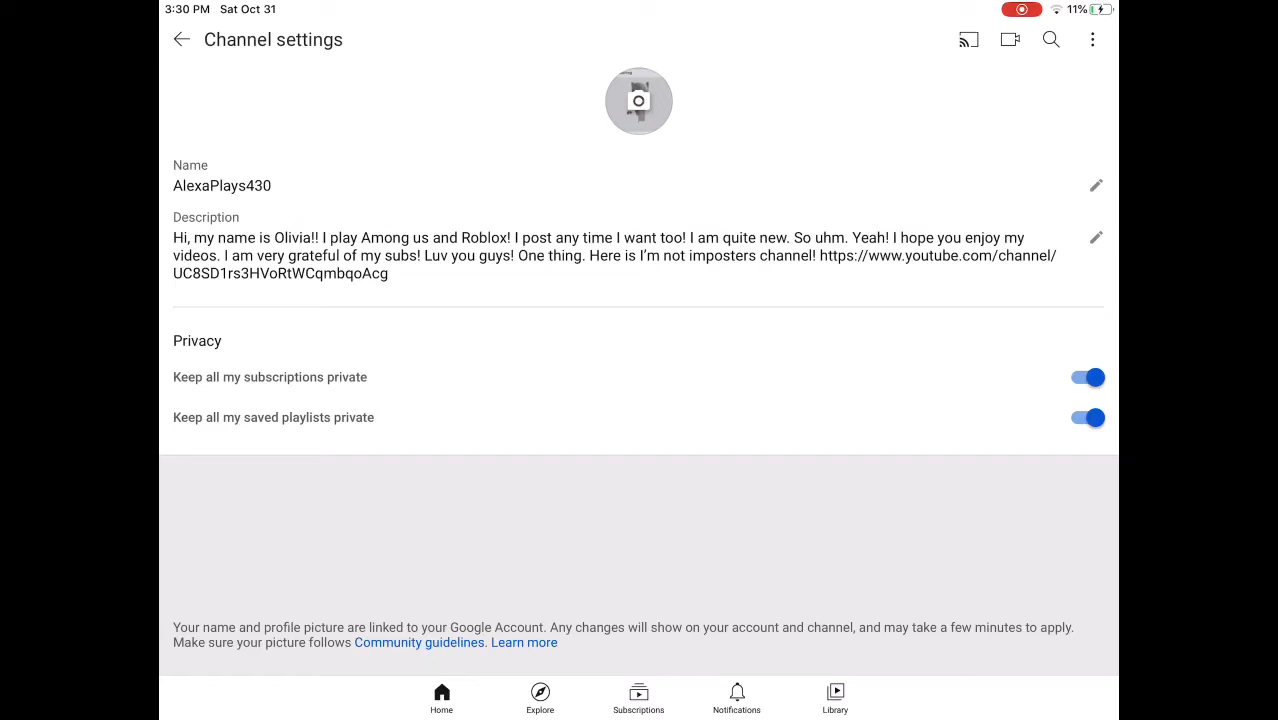 3:30 PM Sat Oct 31
11%
Channel settings
Name
AlexaPlays430
Description
Hi, my name is Olivia!! I play Among us and Roblox! I post any time I want too! I am quite new. So uhm. Yeah! I hope you enjoy my
videos. I am very grateful of my subs! Luv you guys! One thing. Here is I’m not imposters channel! https://www.youtube.com/channel/
UC8SD1rs3HVoRtWCqmbqoAcg
Privacy
Keep all my subscriptions private
Keep all my saved playlists private
Your name and profile picture are linked to your Google Account. Any changes will show on your account and channel, and may take a few minutes to apply.
Make sure your picture follows Community guidelines. Learn more
Home Explore Subscriptions Notifications Library